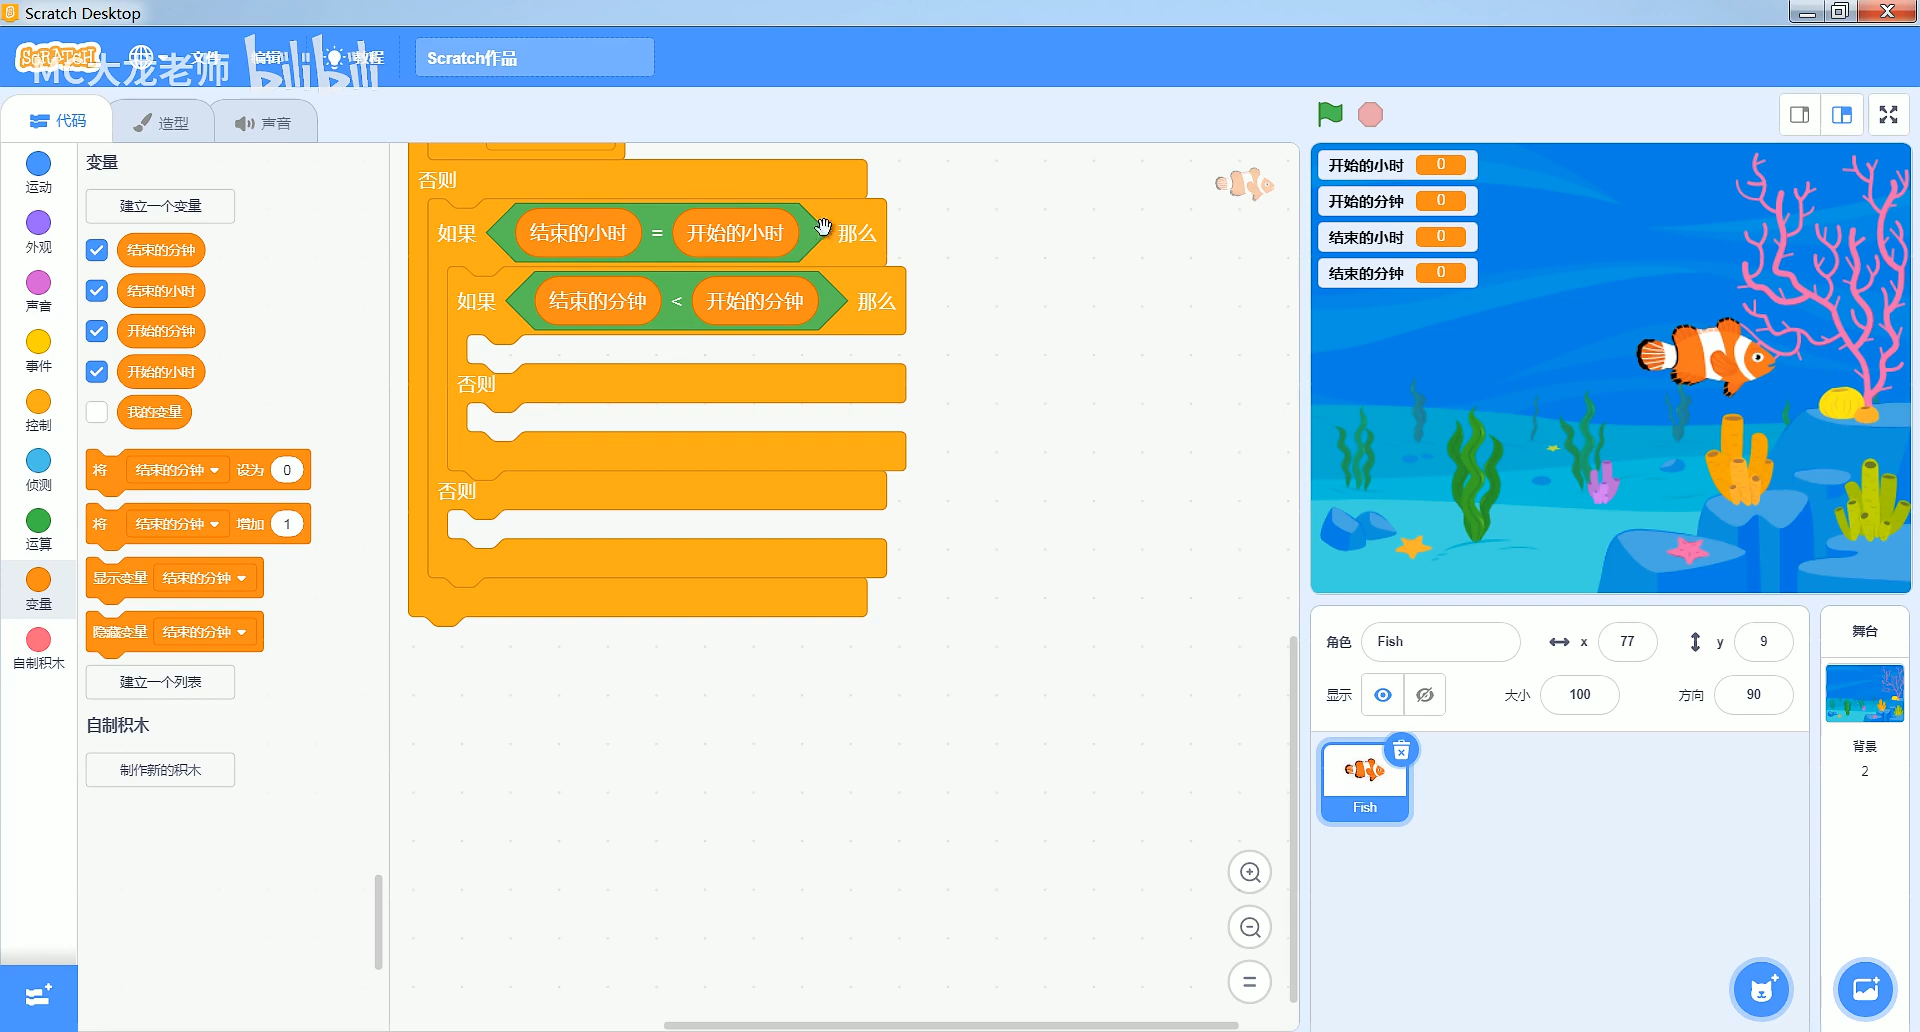 Scratch Desktop
SCRATCH 文件 编辑 教程 Scratch作品
MC大龙老师 bilibili
代码 造型 声音
运动
外观
声音
事件
控制
侦测
运算
变量
自制积木
变量
建立一个变量
结束的分钟
结束的小时
开始的分钟
开始的小时
我的变量
将 结束的分钟 设为 0
将 结束的分钟 增加 1
显示变量 结束的分钟
隐藏变量 结束的分钟
建立一个列表
自制积木
制作新的积木
否则
如果 结束的小时 = 开始的小时 那么
如果 结束的分钟 < 开始的分钟 那么
否则
否则
开始的小时 0
开始的分钟 0
结束的小时 0
结束的分钟 0
角色 Fish x 77 y 9
显示 大小 100 方向 90
Fish
舞台
背景
2